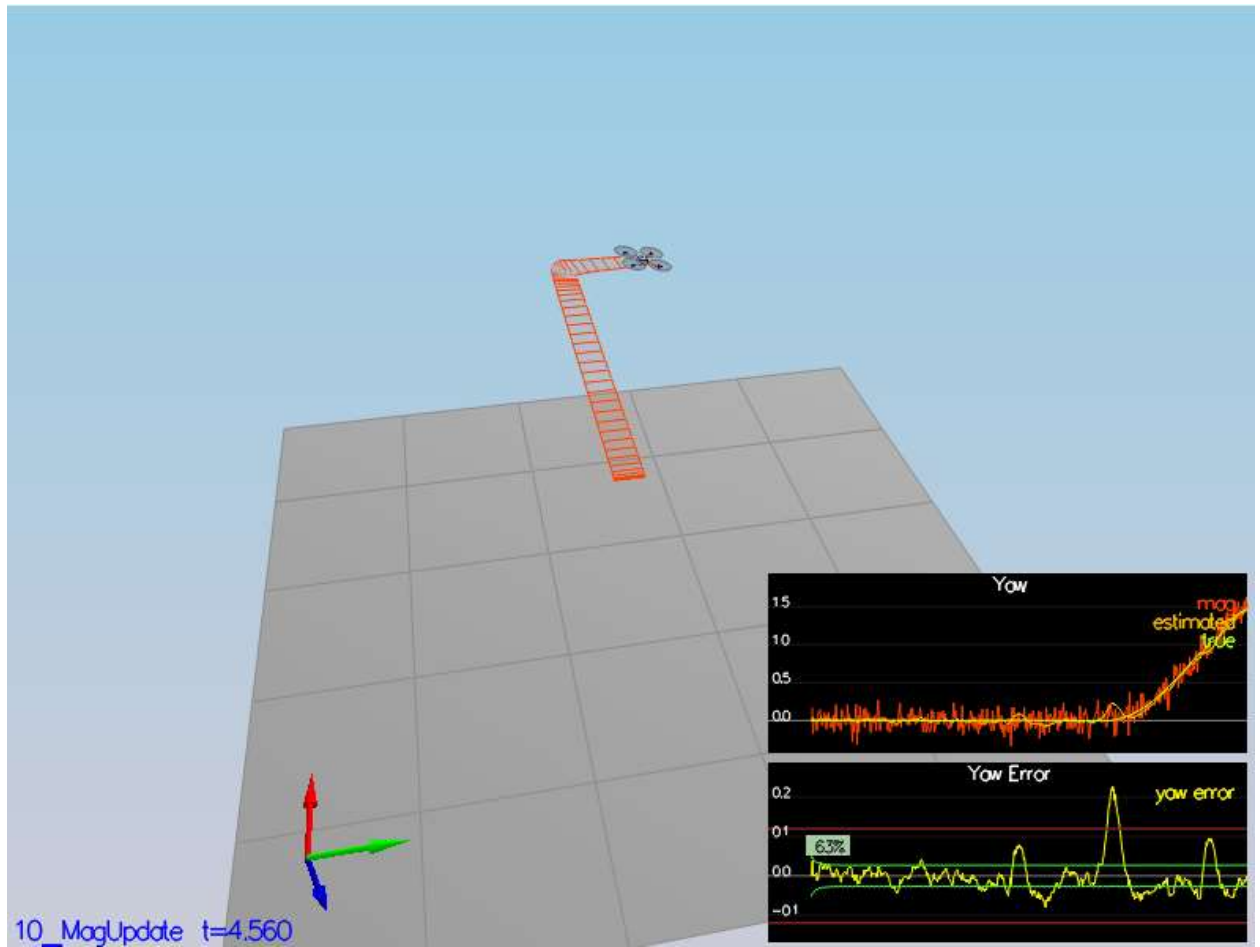 Yaw
1.5
mag
estimated
1.0
true
0.5
0.0
Yaw Error
0.2
yaw error
0.1
63%
0.0
-0.1
10_MagUpdate t=4.560